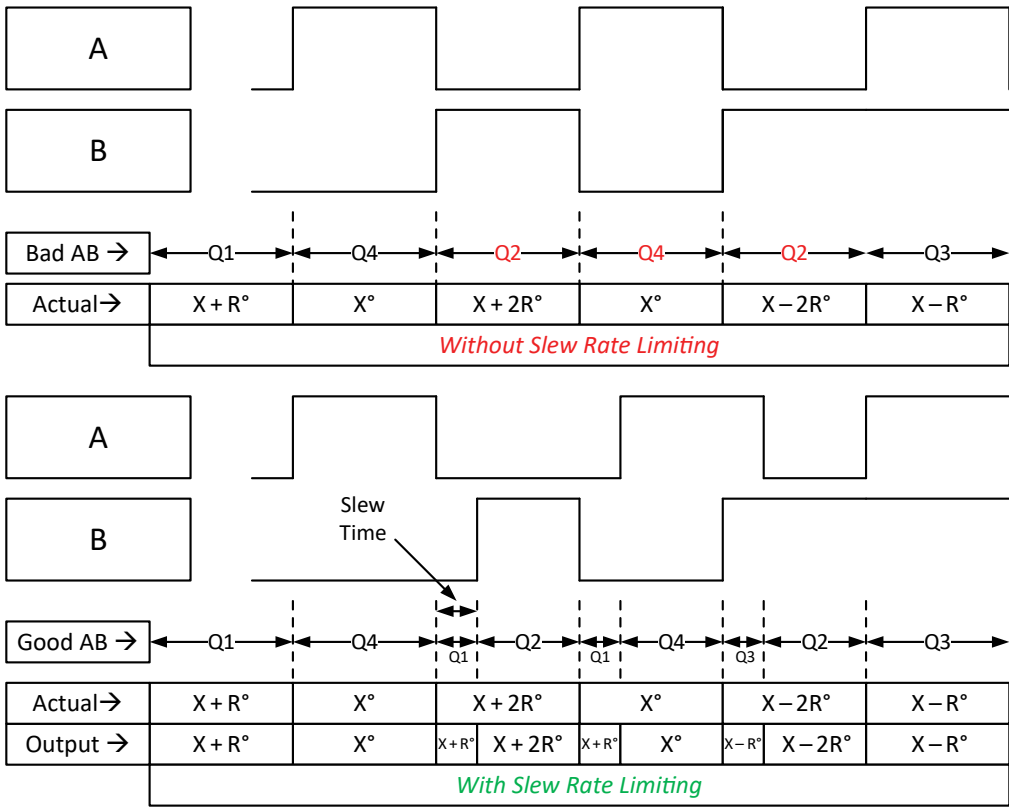 A
B
Bad AB → Q1 Q4 Q2 Q4 Q2 Q3
Actual→ X + R° X° X + 2R° X° X – 2R° X – R°
Without Slew Rate Limiting
A
Slew
Time
B
Good AB → Q1 Q4 Q1 Q2 Q1 Q4 Q3 Q2 Q3
Actual→ X + R° X° X + 2R° X° X – 2R° X – R°
Output → X + R° X° X + R° X + 2R° X + R° X° X – R° X – 2R° X – R°
With Slew Rate Limiting